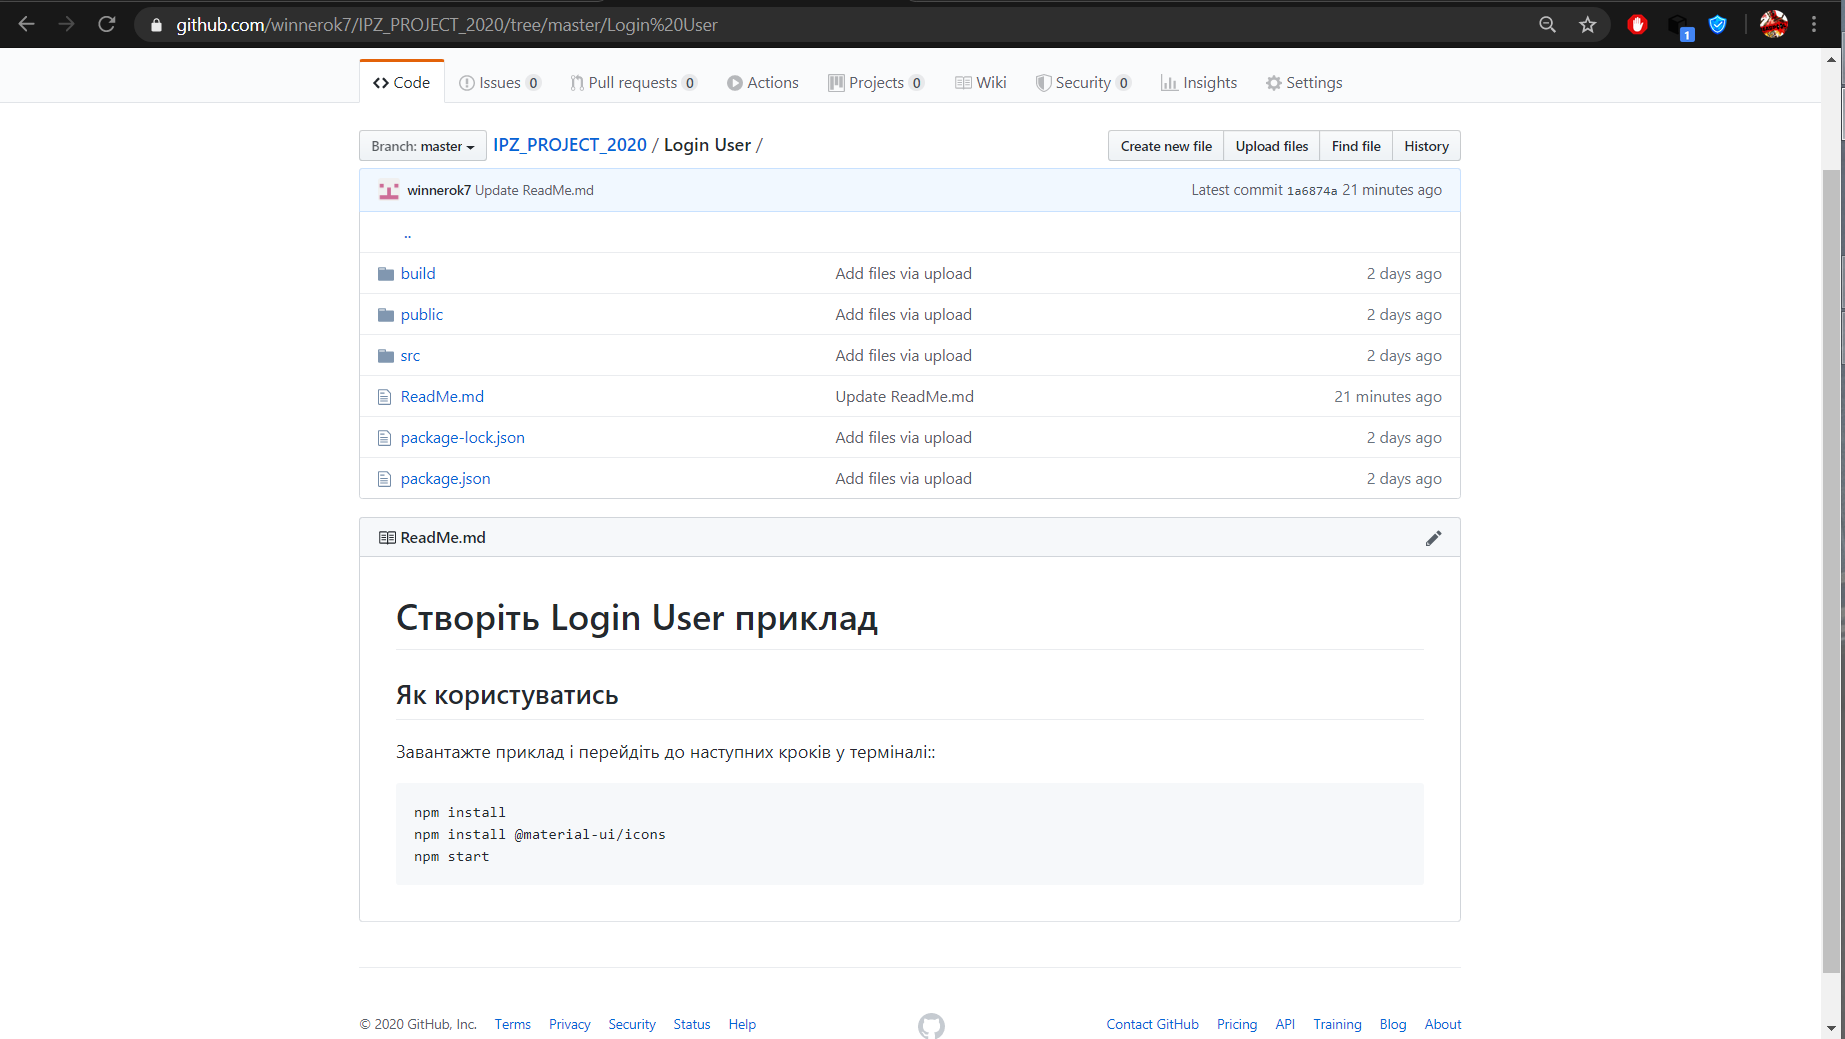 github.com/winnerok7/IPZ_PROJECT_2020/tree/master/Login%20User
1
Code
Issues 0
Pull requests 0
Actions
Projects 0
Wiki
Security 0
Insights
Settings
Branch: master
IPZ_PROJECT_2020 / Login User /
Create new file
Upload files
Find file
History
winnerok7 Update ReadMe.md
Latest commit 1a6874a 21 minutes ago
..
build Add files via upload 2 days ago
public Add files via upload 2 days ago
src Add files via upload 2 days ago
ReadMe.md Update ReadMe.md 21 minutes ago
package-lock.json Add files via upload 2 days ago
package.json Add files via upload 2 days ago
ReadMe.md
Створіть Login User приклад
Як користуватись
Завантажте приклад і перейдіть до наступних кроків у терміналі::
npm install
npm install @material-ui/icons
npm start
© 2020 GitHub, Inc. Terms Privacy Security Status Help
Contact GitHub Pricing API Training Blog About